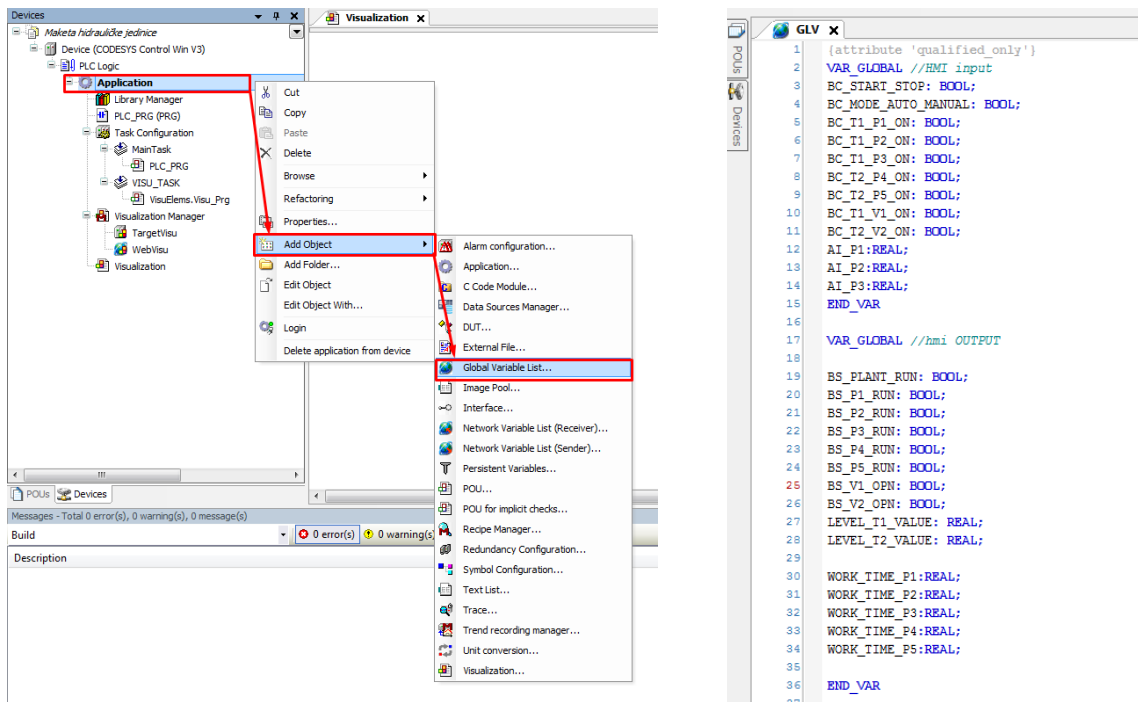 Devices
Maketa hidrauličke jedinice
Device (CODESYS Control Win V3)
PLC Logic
Application
Library Manager
PLC_PRG (PRG)
Task Configuration
MainTask
PLC_PRG
VISU_TASK
VisuElems.Visu_Prg
Visualization Manager
TargetVisu
WebVisu
Visualization
POUs
Devices
Messages - Total 0 error(s), 0 warning(s), 0 message(s)
Build
0 error(s)
0 warning(s)
Description
Visualization
Cut
Copy
Paste
Delete
Browse
Refactoring
Properties...
Add Object
Add Folder...
Edit Object
Edit Object With...
Login
Delete application from device
Alarm configuration...
Application...
C Code Module...
Data Sources Manager...
DUT...
External File...
Global Variable List...
Image Pool...
Interface...
Network Variable List (Receiver)...
Network Variable List (Sender)...
Persistent Variables...
POU...
POU for implicit checks...
Recipe Manager...
Redundancy Configuration...
Symbol Configuration...
Text List...
Trace...
Trend recording manager...
Unit conversion...
Visualization...
POUs
Devices
GLV
1 {attribute 'qualified_only'}
2 VAR_GLOBAL //HMI input
3 BC_START_STOP: BOOL;
4 BC_MODE_AUTO_MANUAL: BOOL;
5 BC_T1_P1_ON: BOOL;
6 BC_T1_P2_ON: BOOL;
7 BC_T1_P3_ON: BOOL;
8 BC_T2_P4_ON: BOOL;
9 BC_T2_P5_ON: BOOL;
10 BC_T1_V1_ON: BOOL;
11 BC_T2_V2_ON: BOOL;
12 AI_P1:REAL;
13 AI_P2:REAL;
14 AI_P3:REAL;
15 END_VAR
16
17 VAR_GLOBAL //hmi OUTPUT
18
19 BS_PLANT_RUN: BOOL;
20 BS_P1_RUN: BOOL;
21 BS_P2_RUN: BOOL;
22 BS_P3_RUN: BOOL;
23 BS_P4_RUN: BOOL;
24 BS_P5_RUN: BOOL;
25 BS_V1_OPN: BOOL;
26 BS_V2_OPN: BOOL;
27 LEVEL_T1_VALUE: REAL;
28 LEVEL_T2_VALUE: REAL;
29
30 WORK_TIME_P1:REAL;
31 WORK_TIME_P2:REAL;
32 WORK_TIME_P3:REAL;
33 WORK_TIME_P4:REAL;
34 WORK_TIME_P5:REAL;
35
36 END_VAR